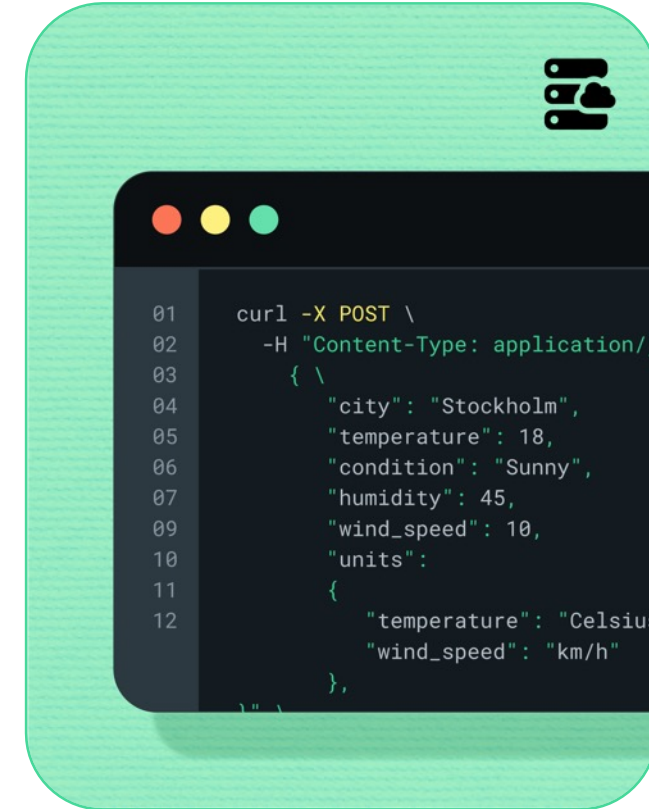 01 curl -X POST \
02 -H "Content-Type: application/
03 { \
04 "city": "Stockholm",
05 "temperature": 18,
06 "condition": "Sunny",
07 "humidity": 45,
09 "wind_speed": 10,
10 "units":
11 {
12 "temperature": "Celsiu
"wind_speed": "km/h"
},
}" \